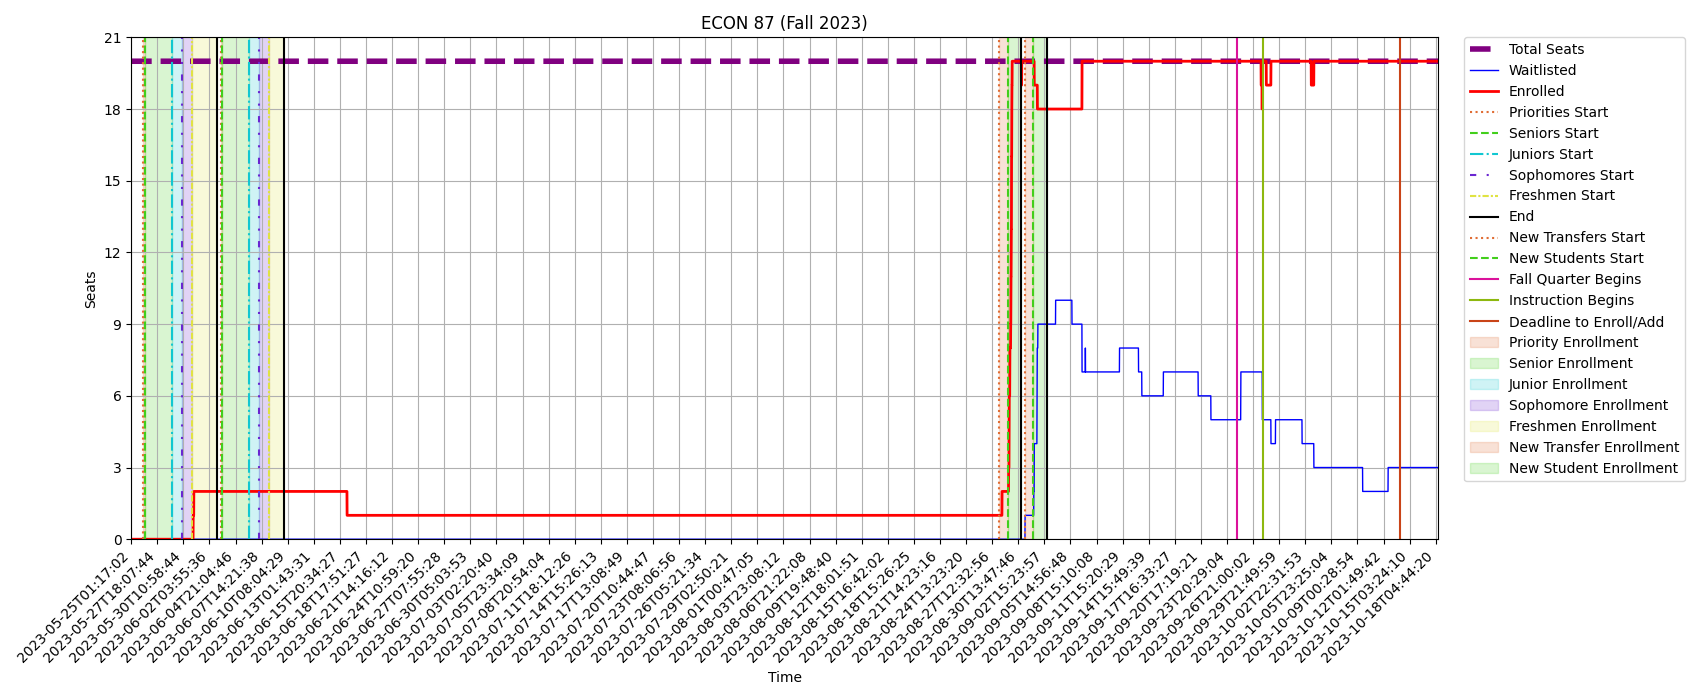 ECON 87 (Fall 2023)
21
18
15
12
9
6
3
0
Seats
2023-05-25T01:17:02
2023-05-27T18:07:44
2023-05-30T10:58:44
2023-06-02T03:55:36
2023-06-04T21:04:46
2023-06-07T14:21:38
2023-06-10T08:04:29
2023-06-13T01:43:31
2023-06-15T20:34:27
2023-06-18T17:51:27
2023-06-21T14:16:12
2023-06-24T10:59:20
2023-06-27T07:55:28
2023-06-30T05:03:53
2023-07-03T02:20:40
2023-07-05T23:34:09
2023-07-08T20:54:04
2023-07-11T18:12:26
2023-07-14T15:26:13
2023-07-17T13:08:49
2023-07-20T10:44:47
2023-07-23T08:06:56
2023-07-26T05:21:34
2023-07-29T02:50:21
2023-08-01T00:47:05
2023-08-03T23:08:12
2023-08-06T21:22:08
2023-08-09T19:48:40
2023-08-12T18:01:51
2023-08-15T16:42:02
2023-08-18T15:26:25
2023-08-21T14:23:16
2023-08-24T13:23:20
2023-08-27T12:32:56
2023-08-30T13:47:46
2023-09-02T15:23:57
2023-09-05T14:56:48
2023-09-08T15:10:08
2023-09-11T15:20:29
2023-09-14T15:49:39
2023-09-17T16:33:27
2023-09-20T17:19:21
2023-09-23T20:29:04
2023-09-26T21:00:02
2023-09-29T21:49:59
2023-10-02T22:31:53
2023-10-05T23:25:04
2023-10-09T00:28:54
2023-10-12T01:49:42
2023-10-15T03:24:10
2023-10-18T04:44:20
Time
Total Seats
Waitlisted
Enrolled
Priorities Start
Seniors Start
Juniors Start
Sophomores Start
Freshmen Start
End
New Transfers Start
New Students Start
Fall Quarter Begins
Instruction Begins
Deadline to Enroll/Add
Priority Enrollment
Senior Enrollment
Junior Enrollment
Sophomore Enrollment
Freshmen Enrollment
New Transfer Enrollment
New Student Enrollment